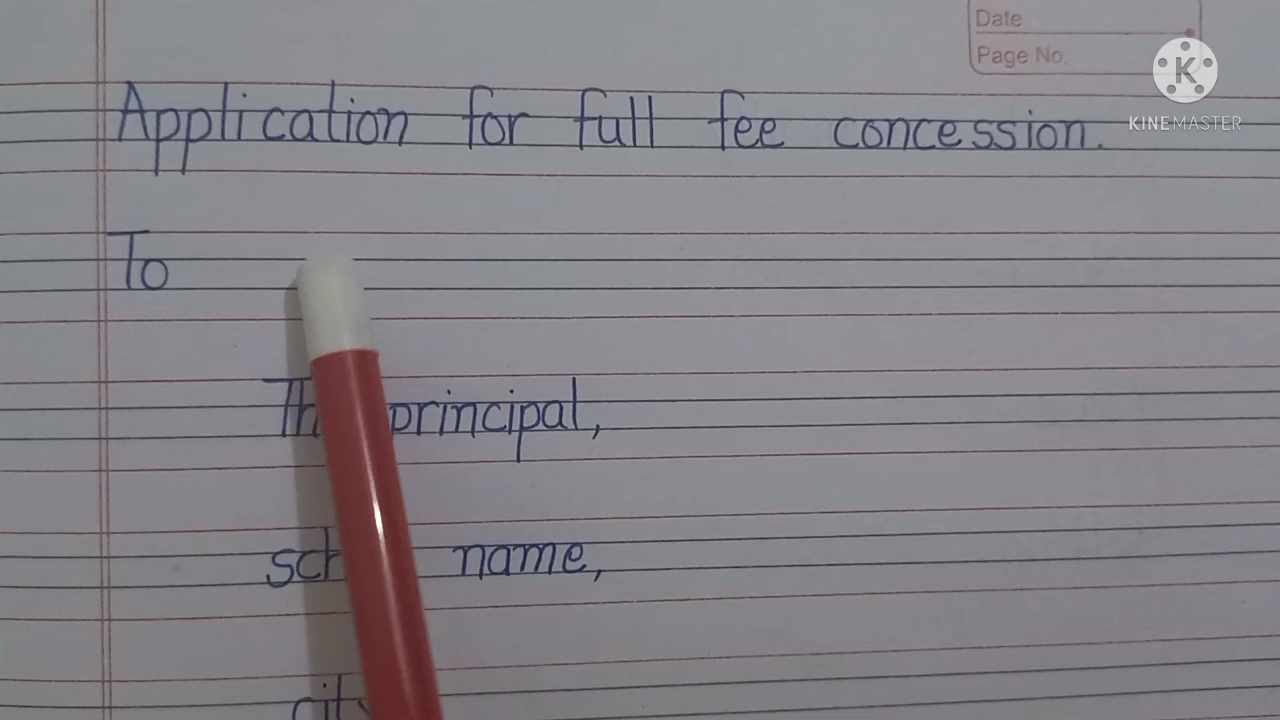 Date
Page No.
KINEMASTER
Application for full fee concession.
To
principal,
name,